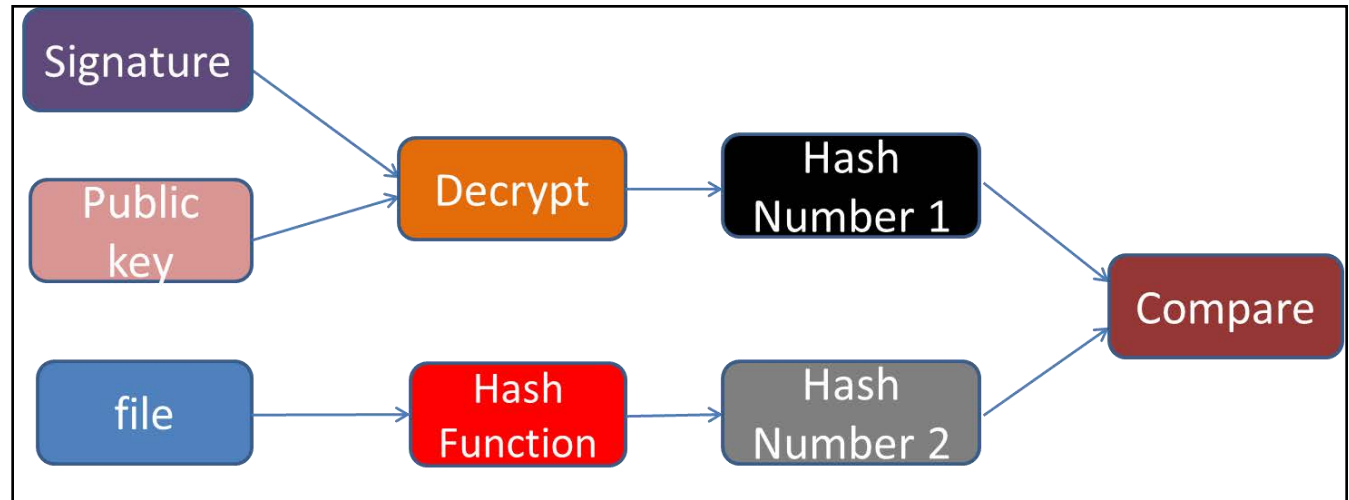 Signature
Public
key
Decrypt
Hash
Number 1
Compare
file
Hash
Function
Hash
Number 2